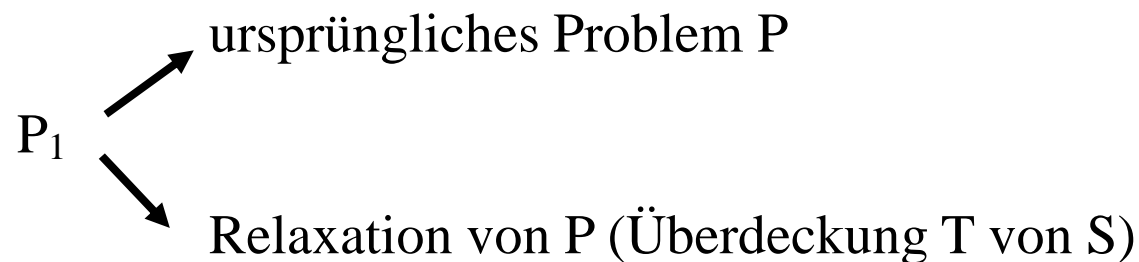 ursprüngliches Problem P
P₁
Relaxation von P (Überdeckung T von S)